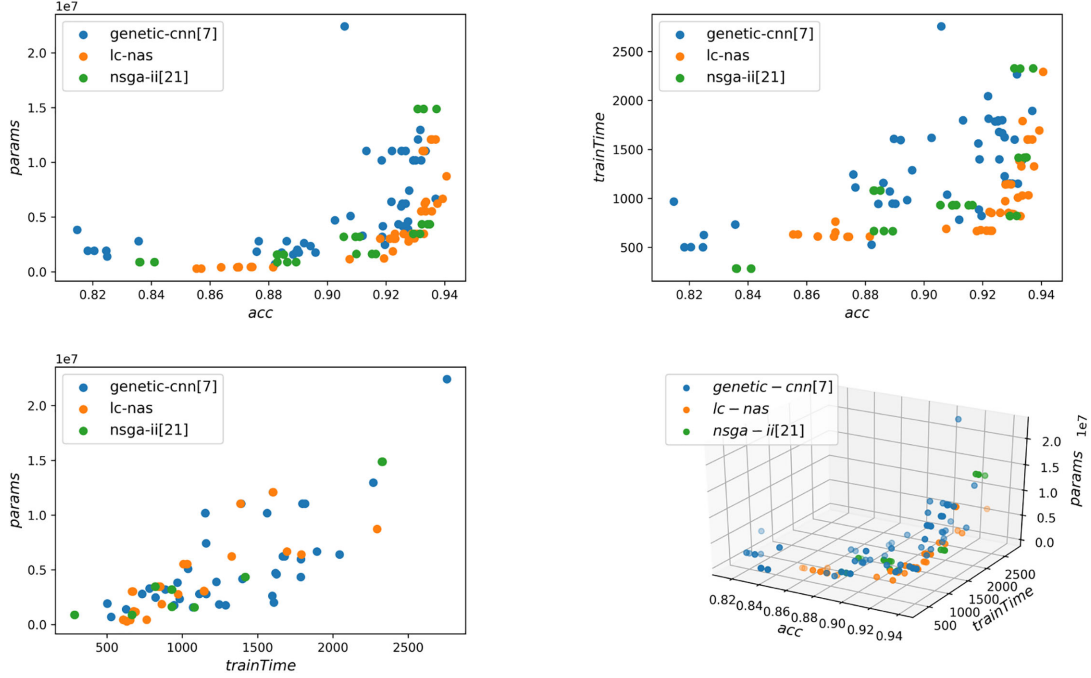 1e7
genetic-cnn[7]
lc-nas
nsga-ii[21]
2.0
1.5
1.0
0.5
0.0
params
0.82 0.84 0.86 0.88 0.90 0.92 0.94
acc
genetic-cnn[7]
lc-nas
nsga-ii[21]
2500
2000
1500
1000
500
trainTime
0.82 0.84 0.86 0.88 0.90 0.92 0.94
acc
1e7
genetic-cnn[7]
lc-nas
nsga-ii[21]
2.0
1.5
1.0
0.5
0.0
params
500 1000 1500 2000 2500
trainTime
genetic − cnn[7]
lc − nas
nsga − ii[21]
1e7
2.0
1.5
1.0
0.5
0.0
params
0.82 0.84 0.86 0.88 0.90 0.92 0.94
acc
500 1000 1500 2000 2500
trainTime